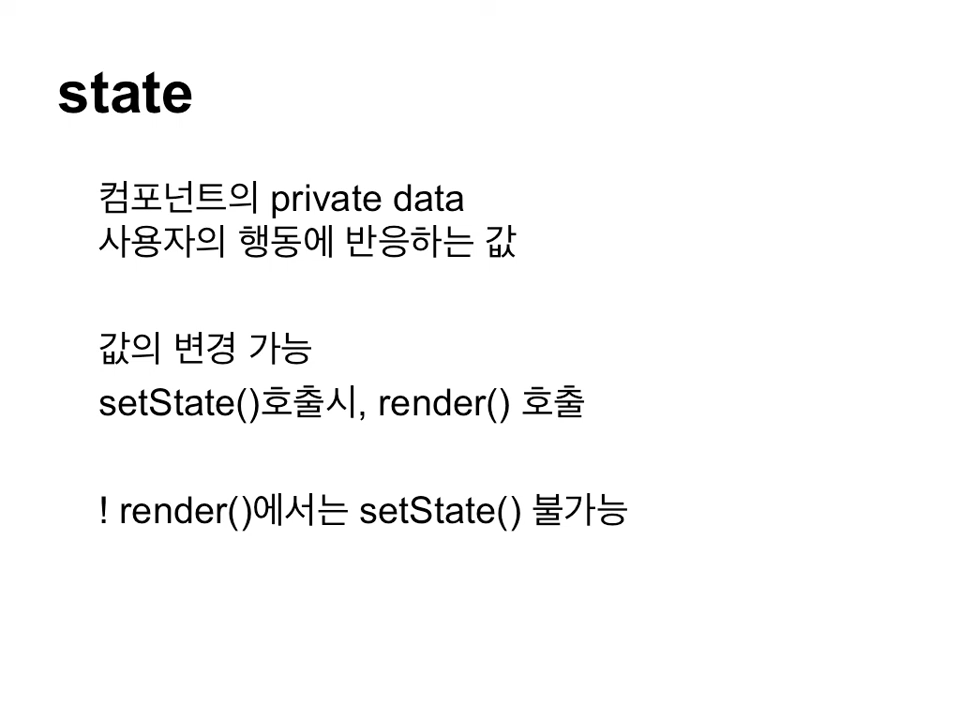 state
컴포넌트의 private data
사용자의 행동에 반응하는 값
값의 변경 가능
setState()호출시, render() 호출
! render()에서는 setState() 불가능